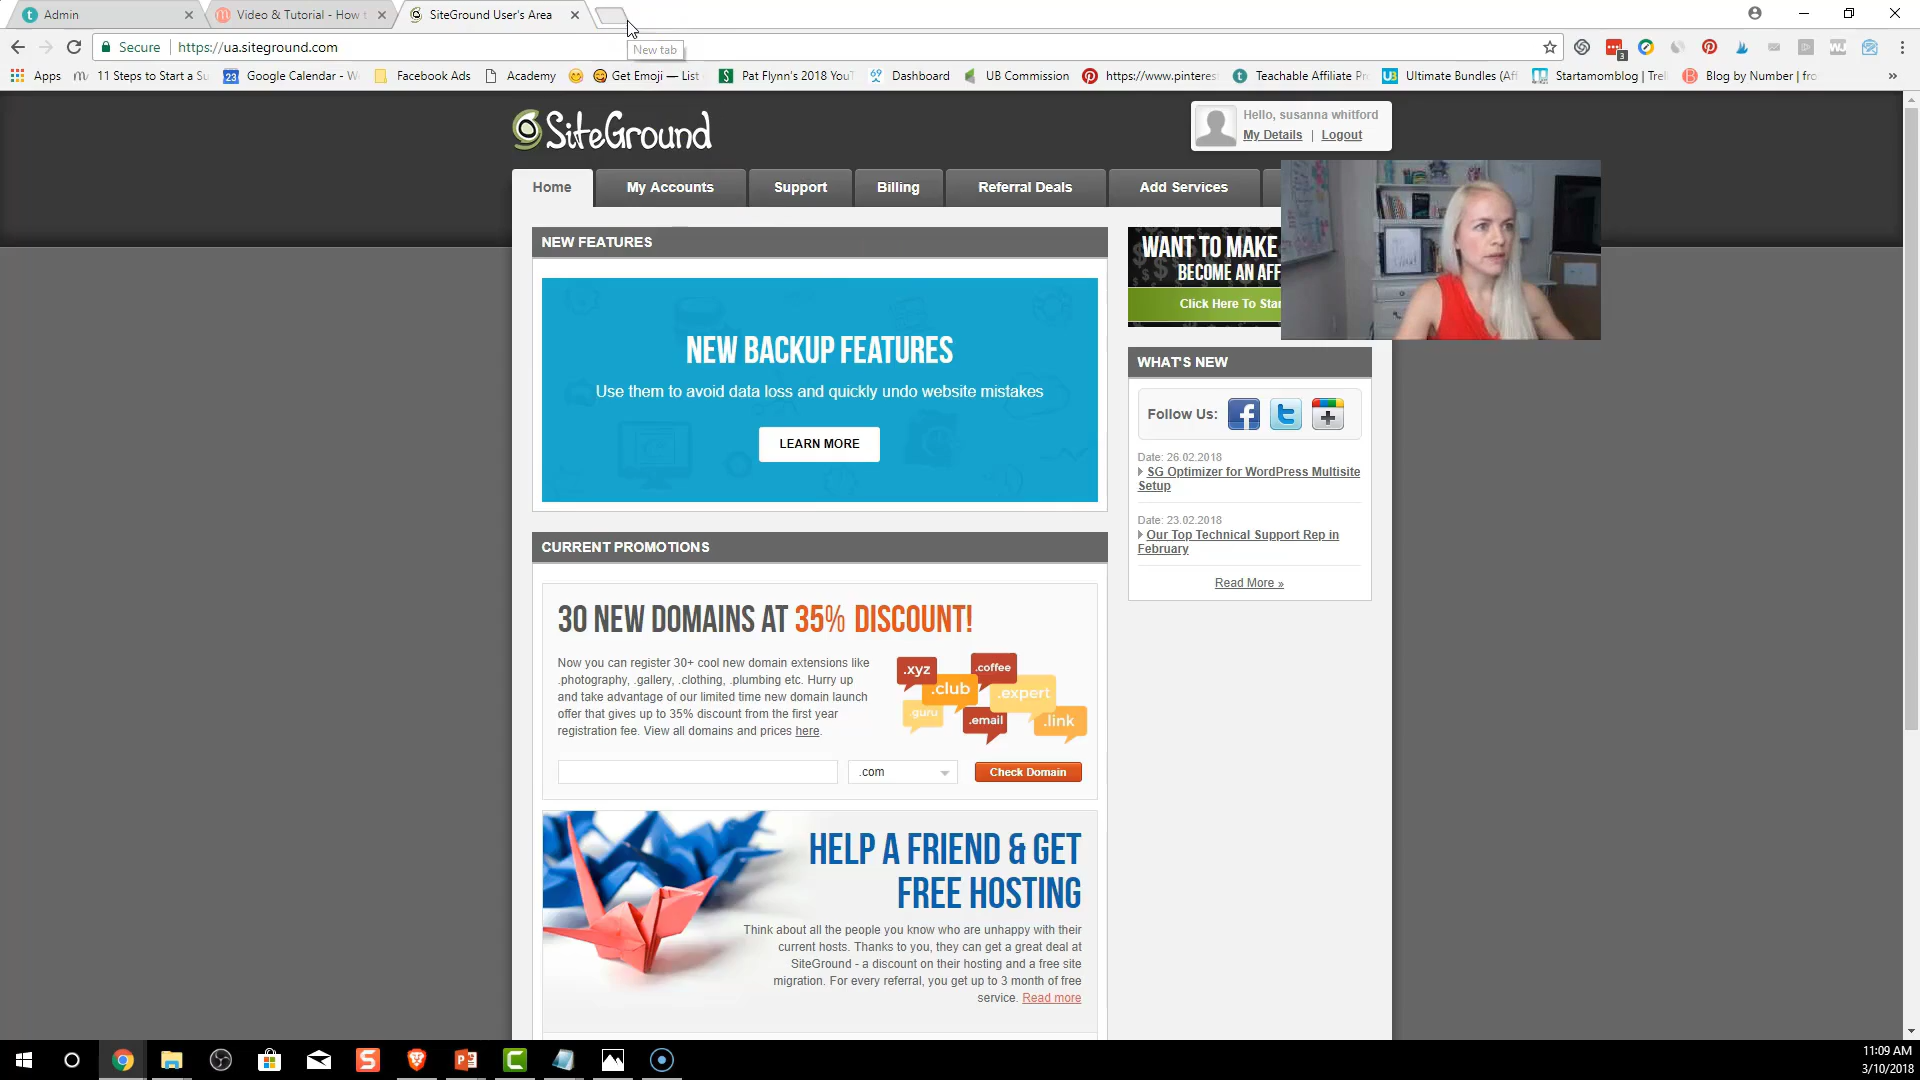 Admin
Video & Tutorial - How t
SiteGround User's Area
New tab
Secure
https://ua.siteground.com
3
Apps
11 Steps to Start a Su
23
Google Calendar - W
Facebook Ads
Academy
Get Emoji — List
Pat Flynn's 2018 YouT
Dashboard
UB Commission
https://www.pinteres
Teachable Affiliate Pr
Ultimate Bundles (Aff
Startamomblog | Trel
Blog by Number | fro
»
SiteGround
Hello, susanna whitford
My Details | Logout
Home
My Accounts
Support
Billing
Referral Deals
Add Services
NEW FEATURES
NEW BACKUP FEATURES
Use them to avoid data loss and quickly undo website mistakes
LEARN MORE
WANT TO MAKE
BECOME AN AFF
Click Here To Star
WHAT'S NEW
Follow Us:
Date: 26.02.2018
SG Optimizer for WordPress Multisite
Setup
Date: 23.02.2018
Our Top Technical Support Rep in
February
Read More »
CURRENT PROMOTIONS
30 NEW DOMAINS AT 35% DISCOUNT!
Now you can register 30+ cool new domain extensions like
.photography, .gallery, .clothing, .plumbing etc. Hurry up
and take advantage of our limited time new domain launch
offer that gives up to 35% discount from the first year
registration fee. View all domains and prices here.
.xyz
.coffee
.club
.expert
.guru
.email
.link
.com
Check Domain
HELP A FRIEND & GET
FREE HOSTING
Think about all the people you know who are unhappy with their
current hosts. Thanks to you, they can get a great deal at
SiteGround - a discount on their hosting and a free site
migration. For every referral, you get up to 3 month of free
service. Read more
11:09 AM
3/10/2018